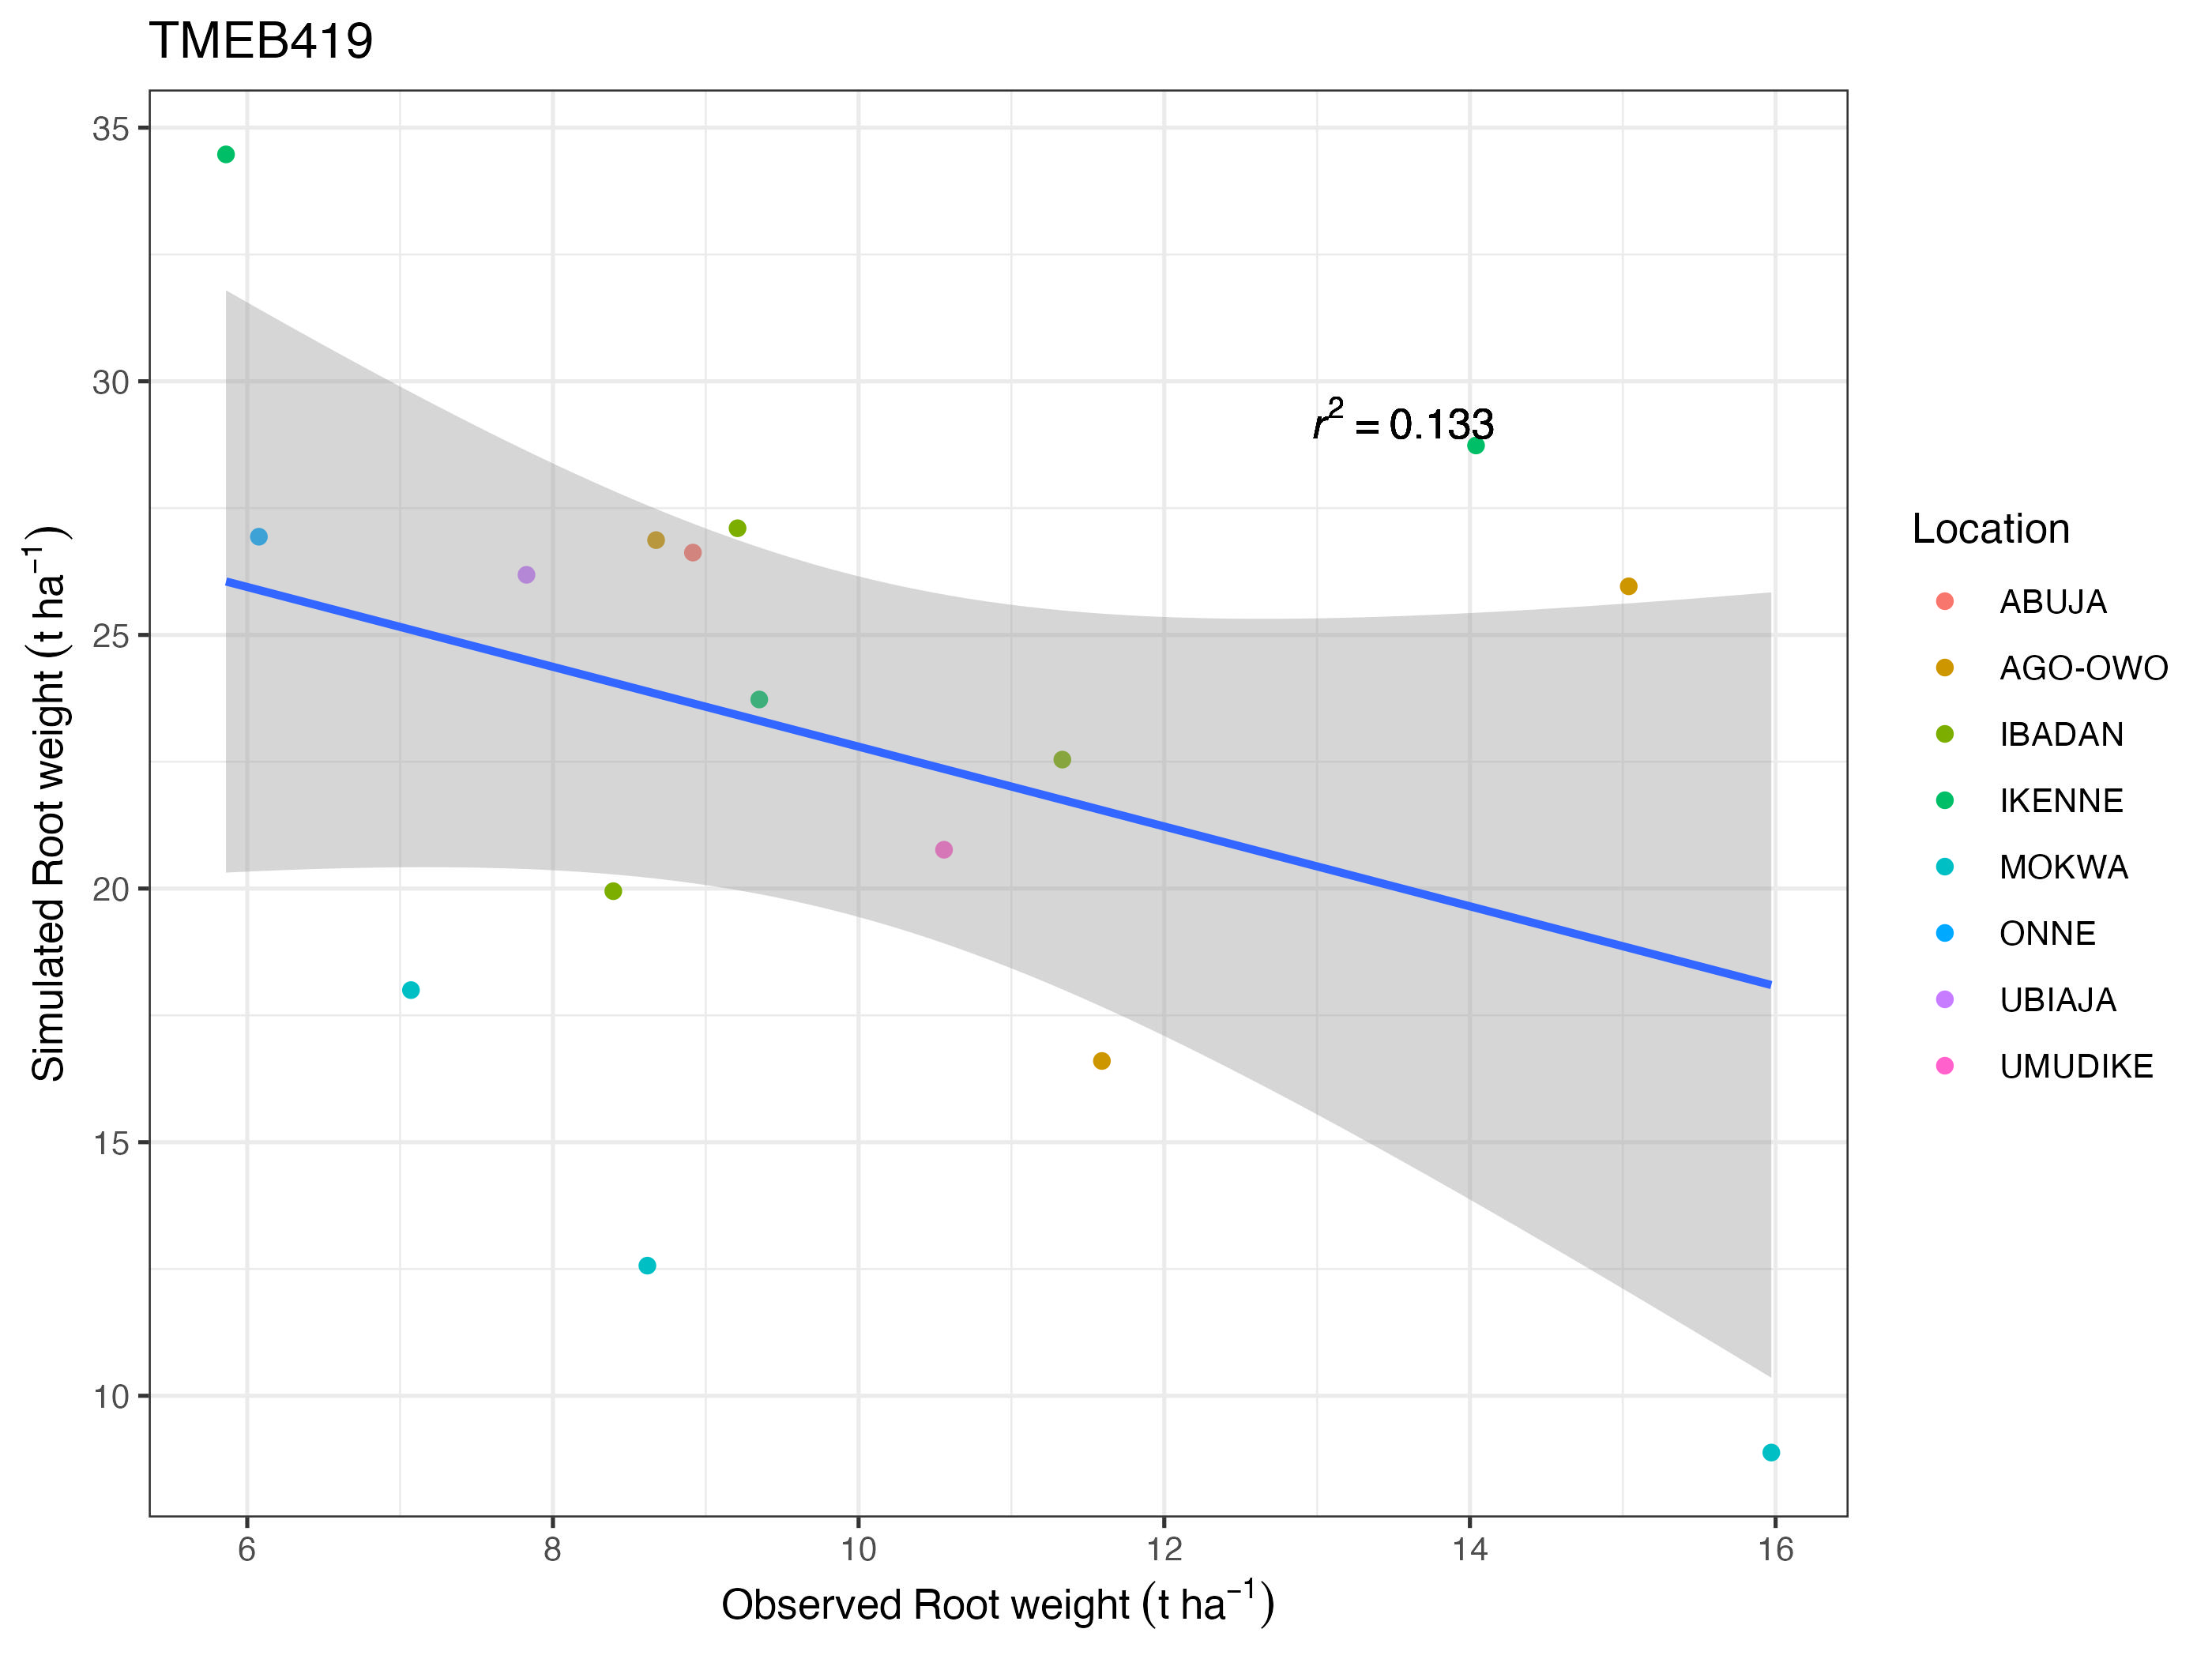 TMEB419
35
30
25
20
15
10
Simulated Root weight (t ha⁻¹)
r² = 0.133
6 8 10 12 14 16
Observed Root weight (t ha⁻¹)
Location
ABUJA
AGO-OWO
IBADAN
IKENNE
MOKWA
ONNE
UBIAJA
UMUDIKE